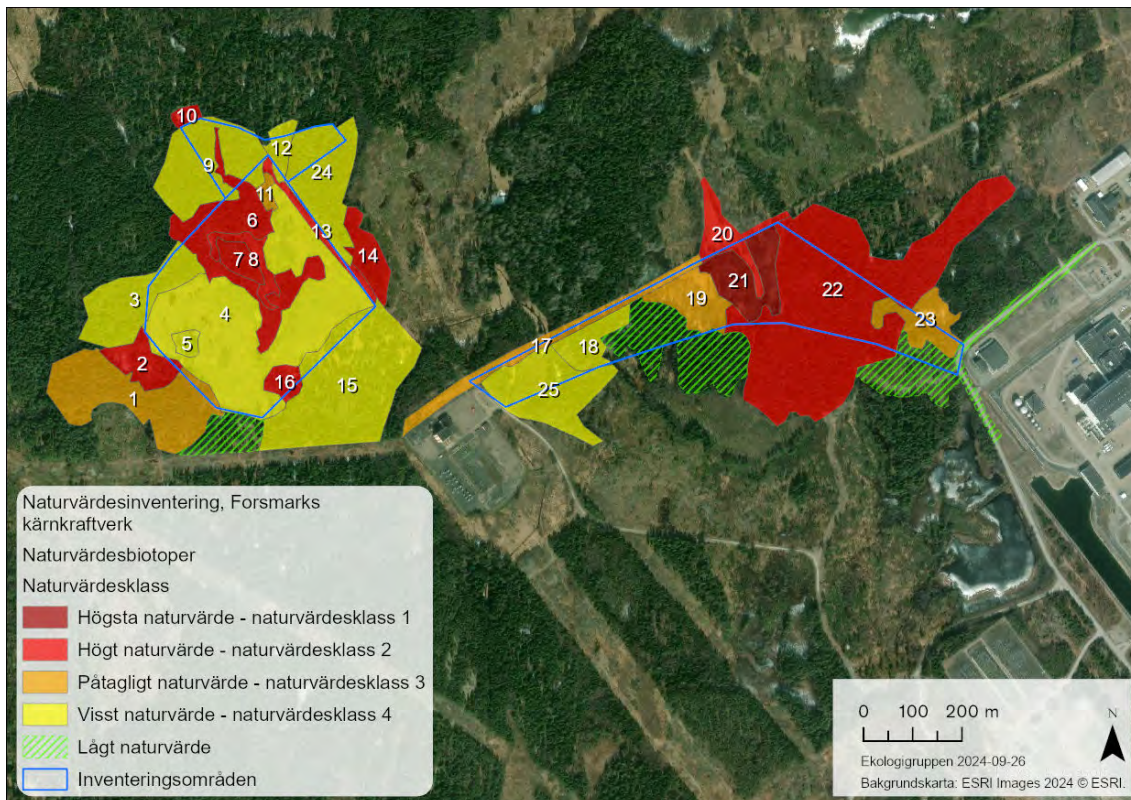 10
12
9
24
11
6
13
14
7 8
3
4
5
2
16
15
1
20
21
22
19
23
17
18
25
Naturvärdesinventering, Forsmarks
kärnkraftverk
Naturvärdesbiotoper
Naturvärdesklass
Högsta naturvärde - naturvärdesklass 1
Högt naturvärde - naturvärdesklass 2
Påtagligt naturvärde - naturvärdesklass 3
Visst naturvärde - naturvärdesklass 4
Lågt naturvärde
Inventeringsområden
0 100 200 m
N
Ekologigruppen 2024-09-26
Bakgrundskarta: ESRI Images 2024 © ESRI.